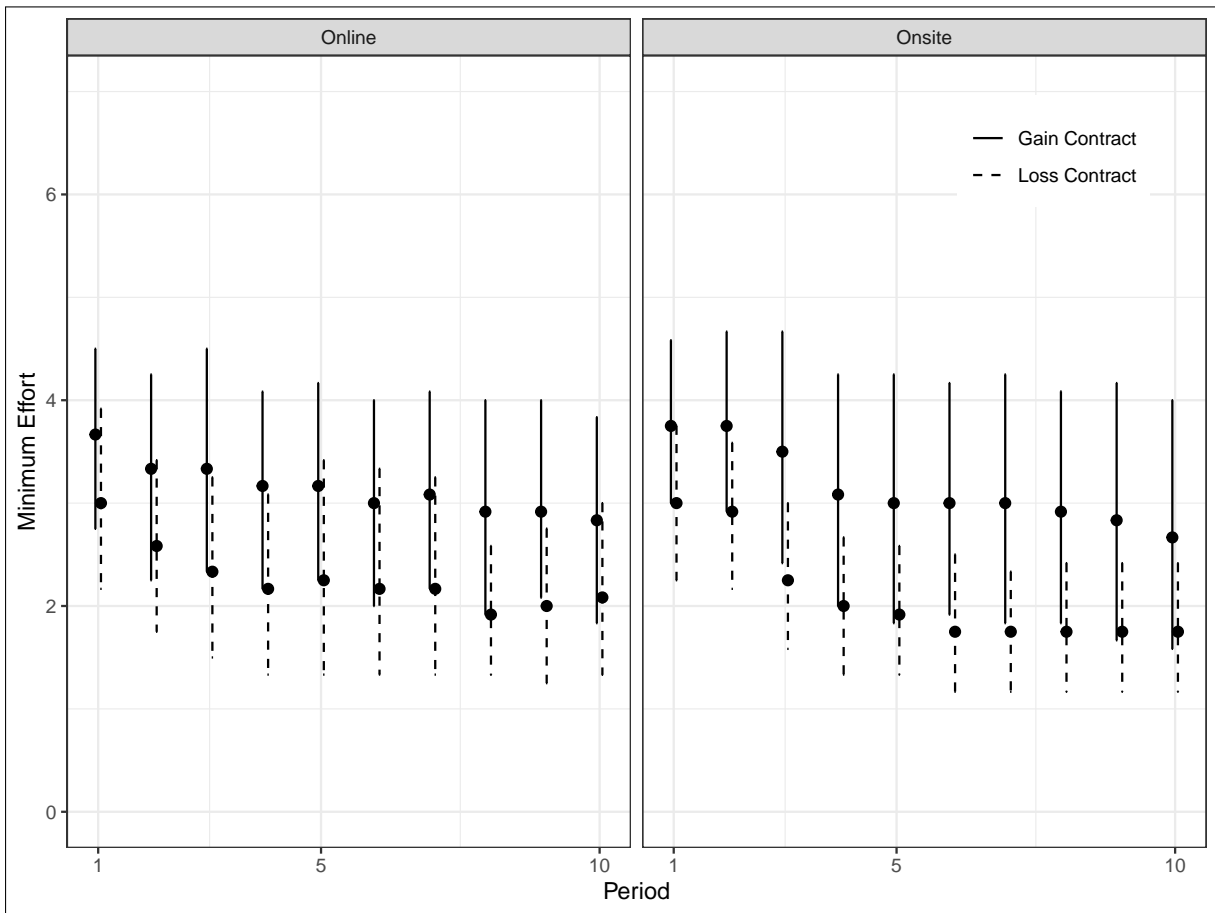 Online
Onsite
Gain Contract
Loss Contract
Minimum Effort
6
4
2
0
1
5
10
1
5
10
Period